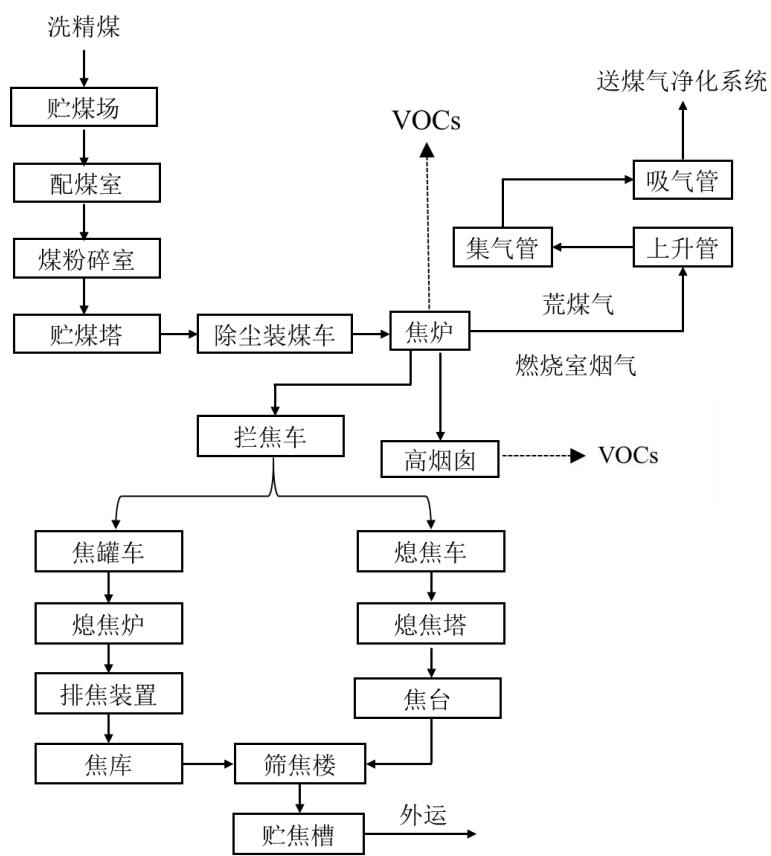 洗精煤
送煤气净化系统
贮煤场
VOCs
配煤室
吸气管
煤粉碎室
集气管
上升管
荒煤气
贮煤塔
除尘装煤车
焦炉
燃烧室烟气
拦焦车
高烟囱
VOCs
焦罐车
熄焦车
熄焦炉
熄焦塔
排焦装置
焦台
焦库
筛焦楼
贮焦槽
外运